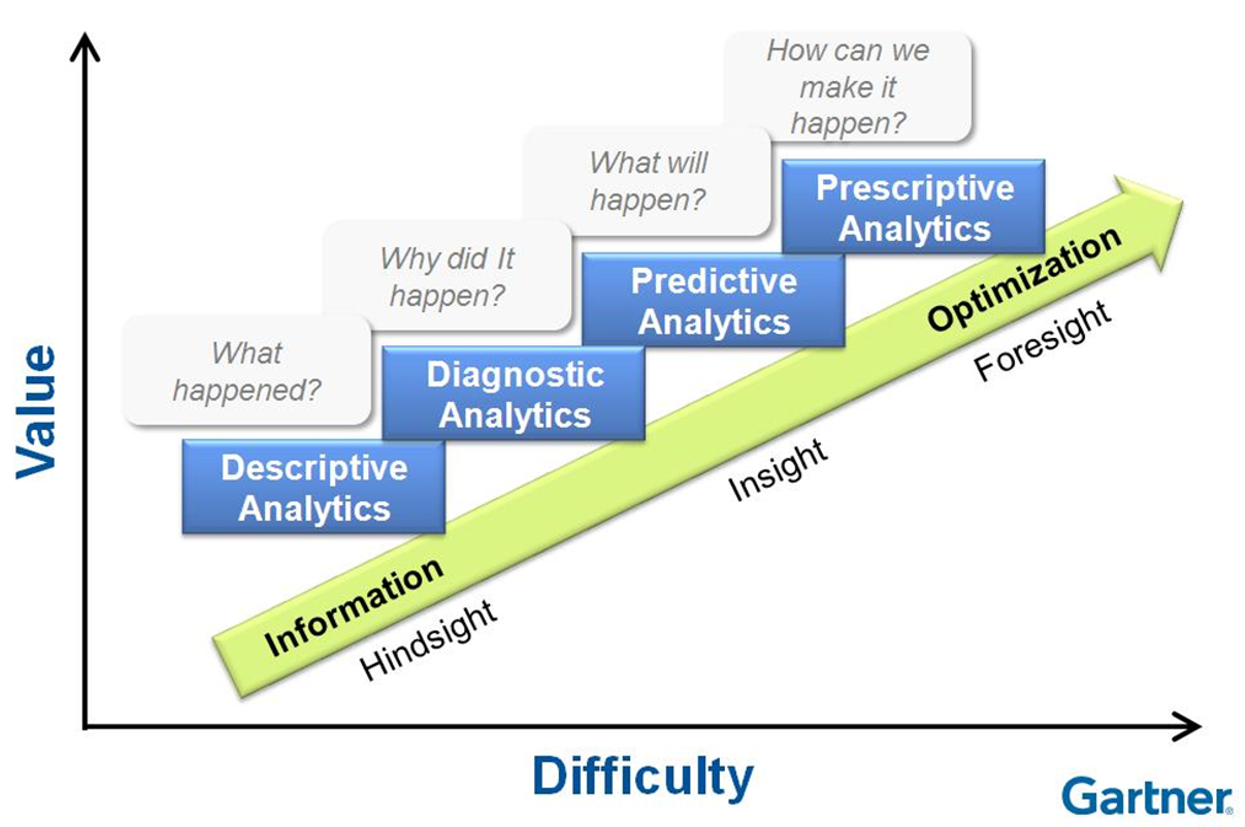 How can we
make it
happen?
What will
happen?
Prescriptive
Analytics
Why did It
happen?
Predictive
Analytics
What
happened?
Diagnostic
Analytics
Descriptive
Analytics
Value
Information
Optimization
Hindsight
Insight
Foresight
Difficulty
Gartner®